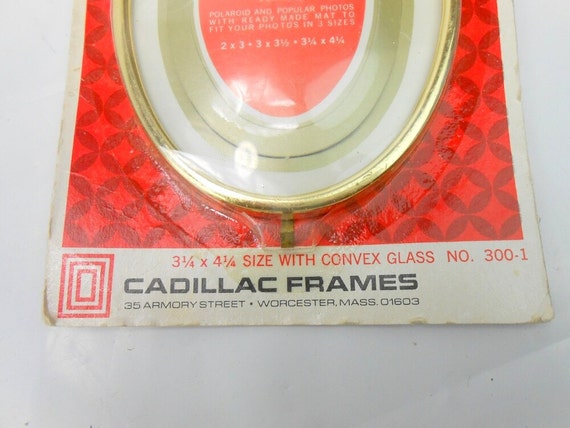 POLAROID AND POPULAR PHOTOS
WITH READY MADE MAT TO
FIT YOUR PHOTOS IN 3 SIZES
2 x 3 • 3 x 3½ • 3¼ x 4¼
3¼ x 4¼ SIZE WITH CONVEX GLASS NO. 300-1
CADILLAC FRAMES
35 ARMORY STREET • WORCESTER, MASS. 01603